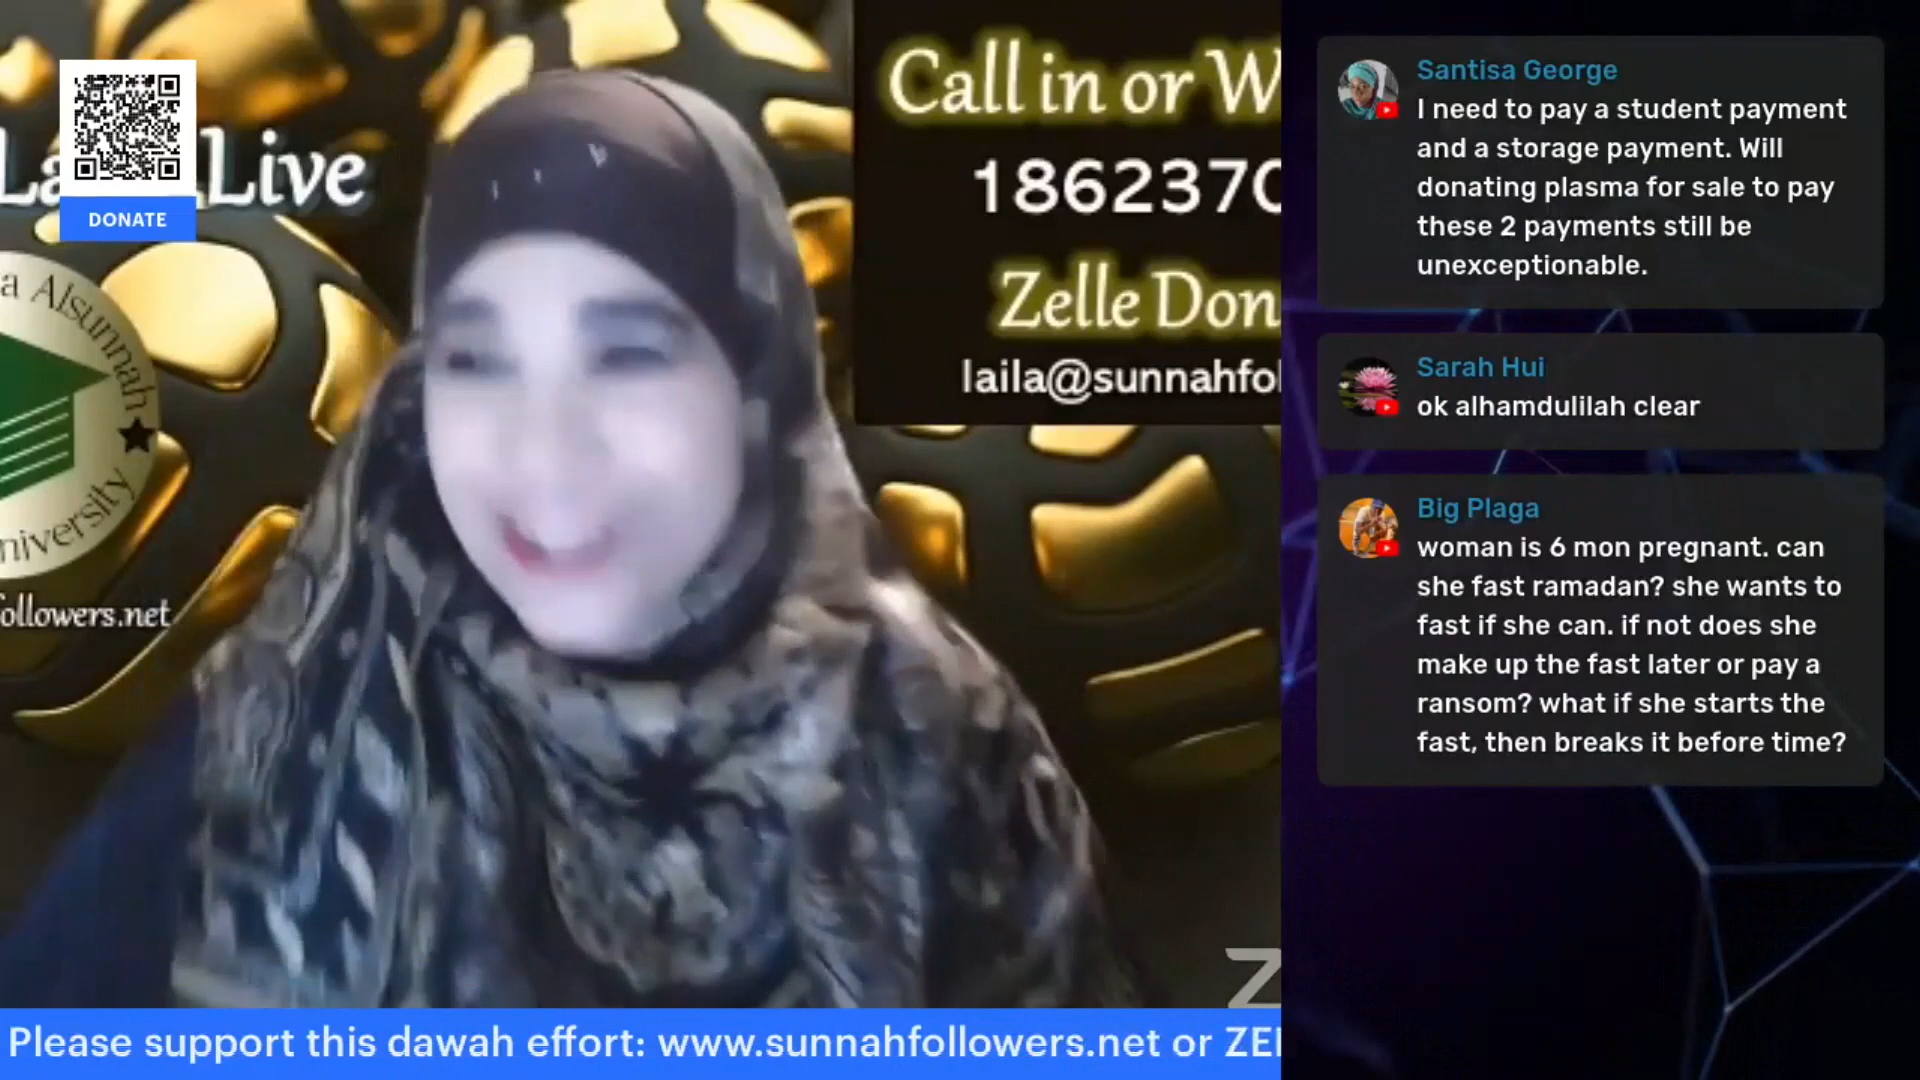 Live
DONATE
a Alsunnah
niversity
ollowers.net
Call in or W
1862370
Zelle Don
laila@sunnahfol
Please support this dawah effort: www.sunnahfollowers.net or ZEL
Santisa George
I need to pay a student payment
and a storage payment. Will
donating plasma for sale to pay
these 2 payments still be
unexceptionable.
Sarah Hui
ok alhamdulilah clear
Big Plaga
woman is 6 mon pregnant. can
she fast ramadan? she wants to
fast if she can. if not does she
make up the fast later or pay a
ransom? what if she starts the
fast, then breaks it before time?